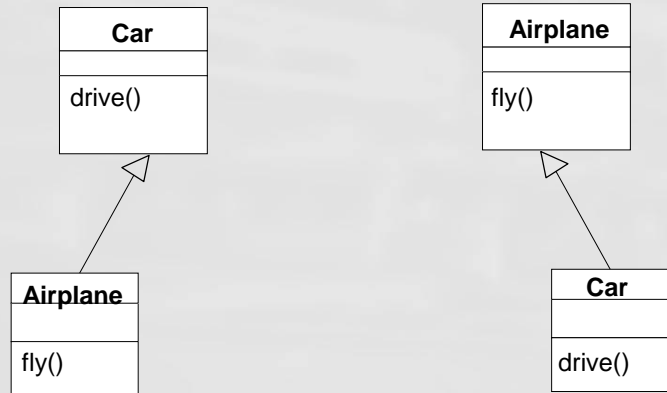 Car
drive()
Airplane
fly()
Airplane
fly()
Car
drive()